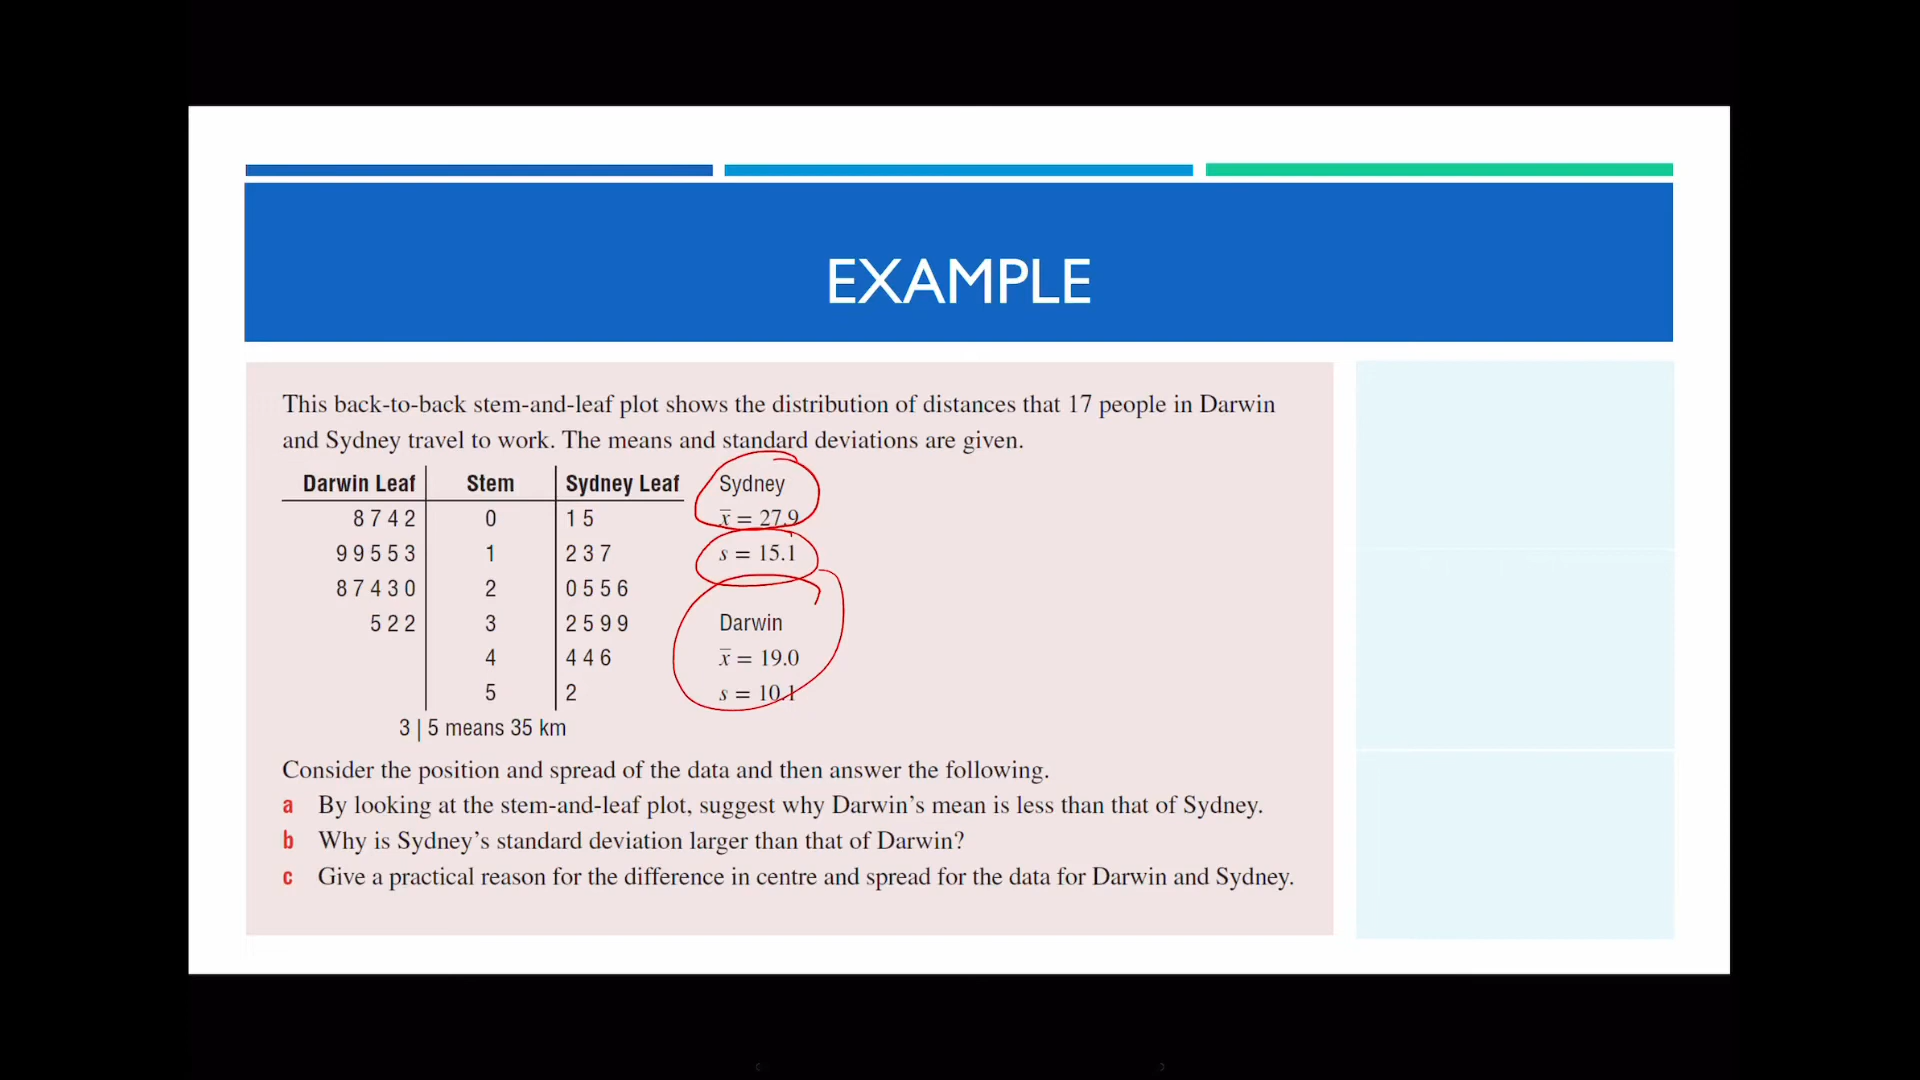 EXAMPLE
This back-to-back stem-and-leaf plot shows the distribution of distances that 17 people in Darwin
and Sydney travel to work. The means and standard deviations are given.
Darwin Leaf Stem Sydney Leaf Sydney
8 7 4 2 0 1 5 x̅ = 27.9
9 9 5 5 3 1 2 3 7 s = 15.1
8 7 4 3 0 2 0 5 5 6
5 2 2 3 2 5 9 9 Darwin
4 4 4 6 x̅ = 19.0
5 2 s = 10.1
3 | 5 means 35 km
Consider the position and spread of the data and then answer the following.
a By looking at the stem-and-leaf plot, suggest why Darwin’s mean is less than that of Sydney.
b Why is Sydney’s standard deviation larger than that of Darwin?
c Give a practical reason for the difference in centre and spread for the data for Darwin and Sydney.